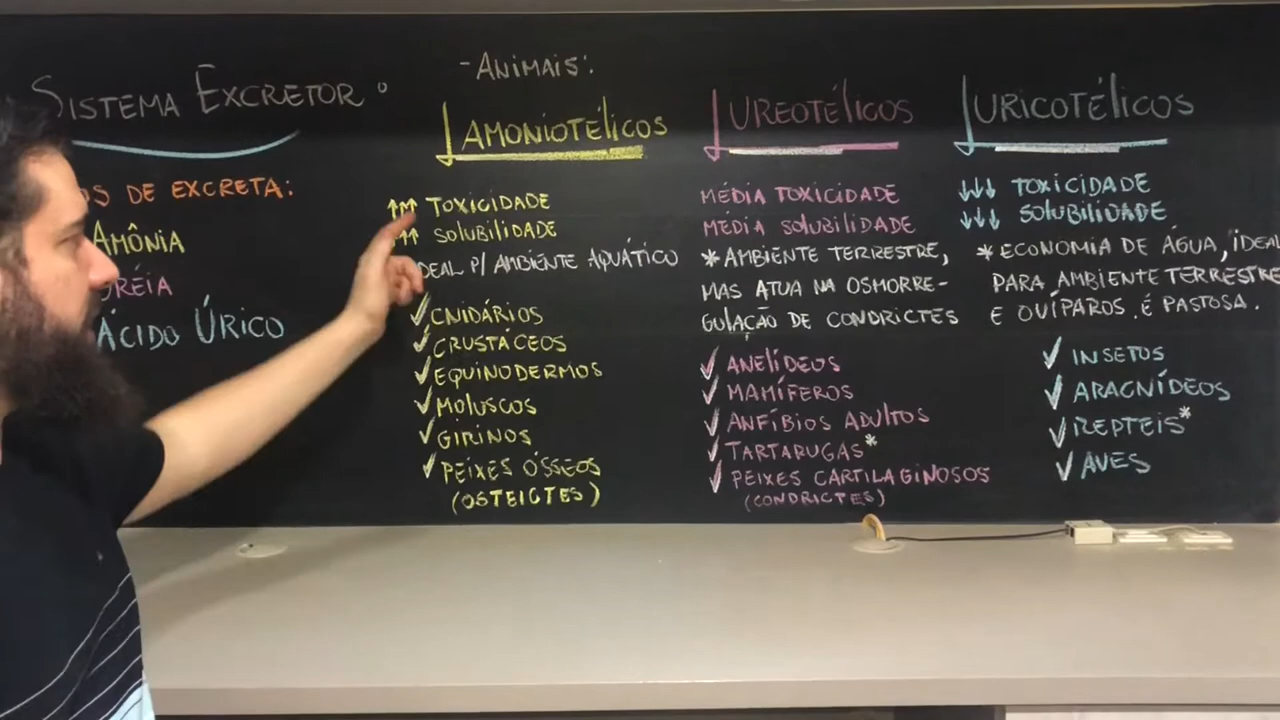 SISTEMA EXCRETOR:
OS DE EXCRETA:
AMÔNIA
URÉIA
ÁCIDO ÚRICO
- ANIMAIS:
AMONIOTÉLICOS
↑↑↑ TOXICIDADE
↑↑ SOLUBILIDADE
DEAL P/ AMBIENTE AQUÁTICO
✓ CNIDÁRIOS
✓ CRUSTÁCEOS
✓ EQUINODERMOS
✓ MOLUSCOS
✓ GIRINOS
✓ PEIXES ÓSSEOS
(OSTEICTES)
UREOTÉLICOS
MÉDIA TOXICIDADE
MÉDIA SOLUBILIDADE
* AMBIENTE TERRESTRE,
MAS ATUA NA OSMORRE-
GULAÇÃO DE CONDRICTES
✓ ANELÍDEOS
✓ MAMÍFEROS
✓ ANFÍBIOS ADULTOS
✓ TARTARUGAS*
✓ PEIXES CARTILAGINOSOS
(CONDRICTES)
URICOTÉLICOS
↓↓↓ TOXICIDADE
↓↓↓ SOLUBILIDADE
* ECONOMIA DE ÁGUA, IDEAL
PARA AMBIENTE TERRESTRE
E OVÍPAROS. É PASTOSA.
✓ INSETOS
✓ ARACNÍDEOS
✓ REPTEIS*
✓ AVES